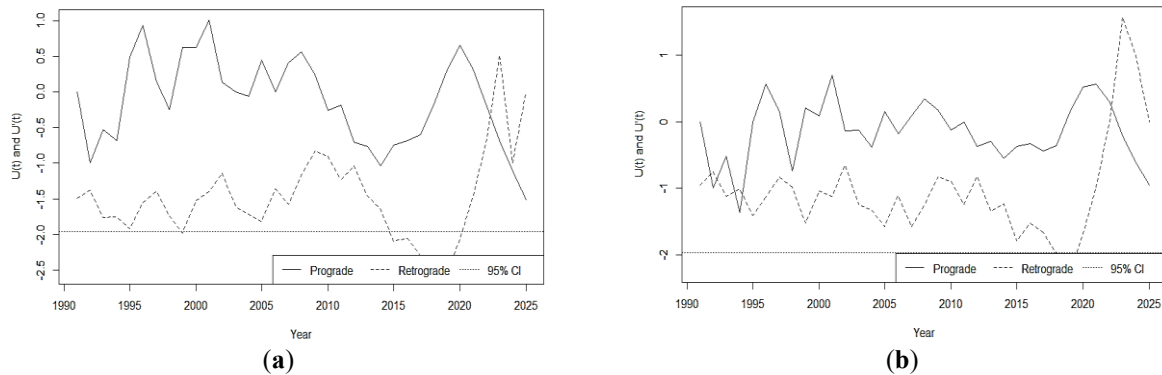 U(t) and U'(t)
1.0
0.5
0.0
-0.5
-1.0
-1.5
-2.0
-2.5
Prograde Retrograde 95% CI
1990 1995 2000 2005 2010 2015 2020 2025
Year
(a)
U(t) and U'(t)
1
0
-1
-2
Prograde Retrograde 95% CI
1990 1995 2000 2005 2010 2015 2020 2025
Year
(b)